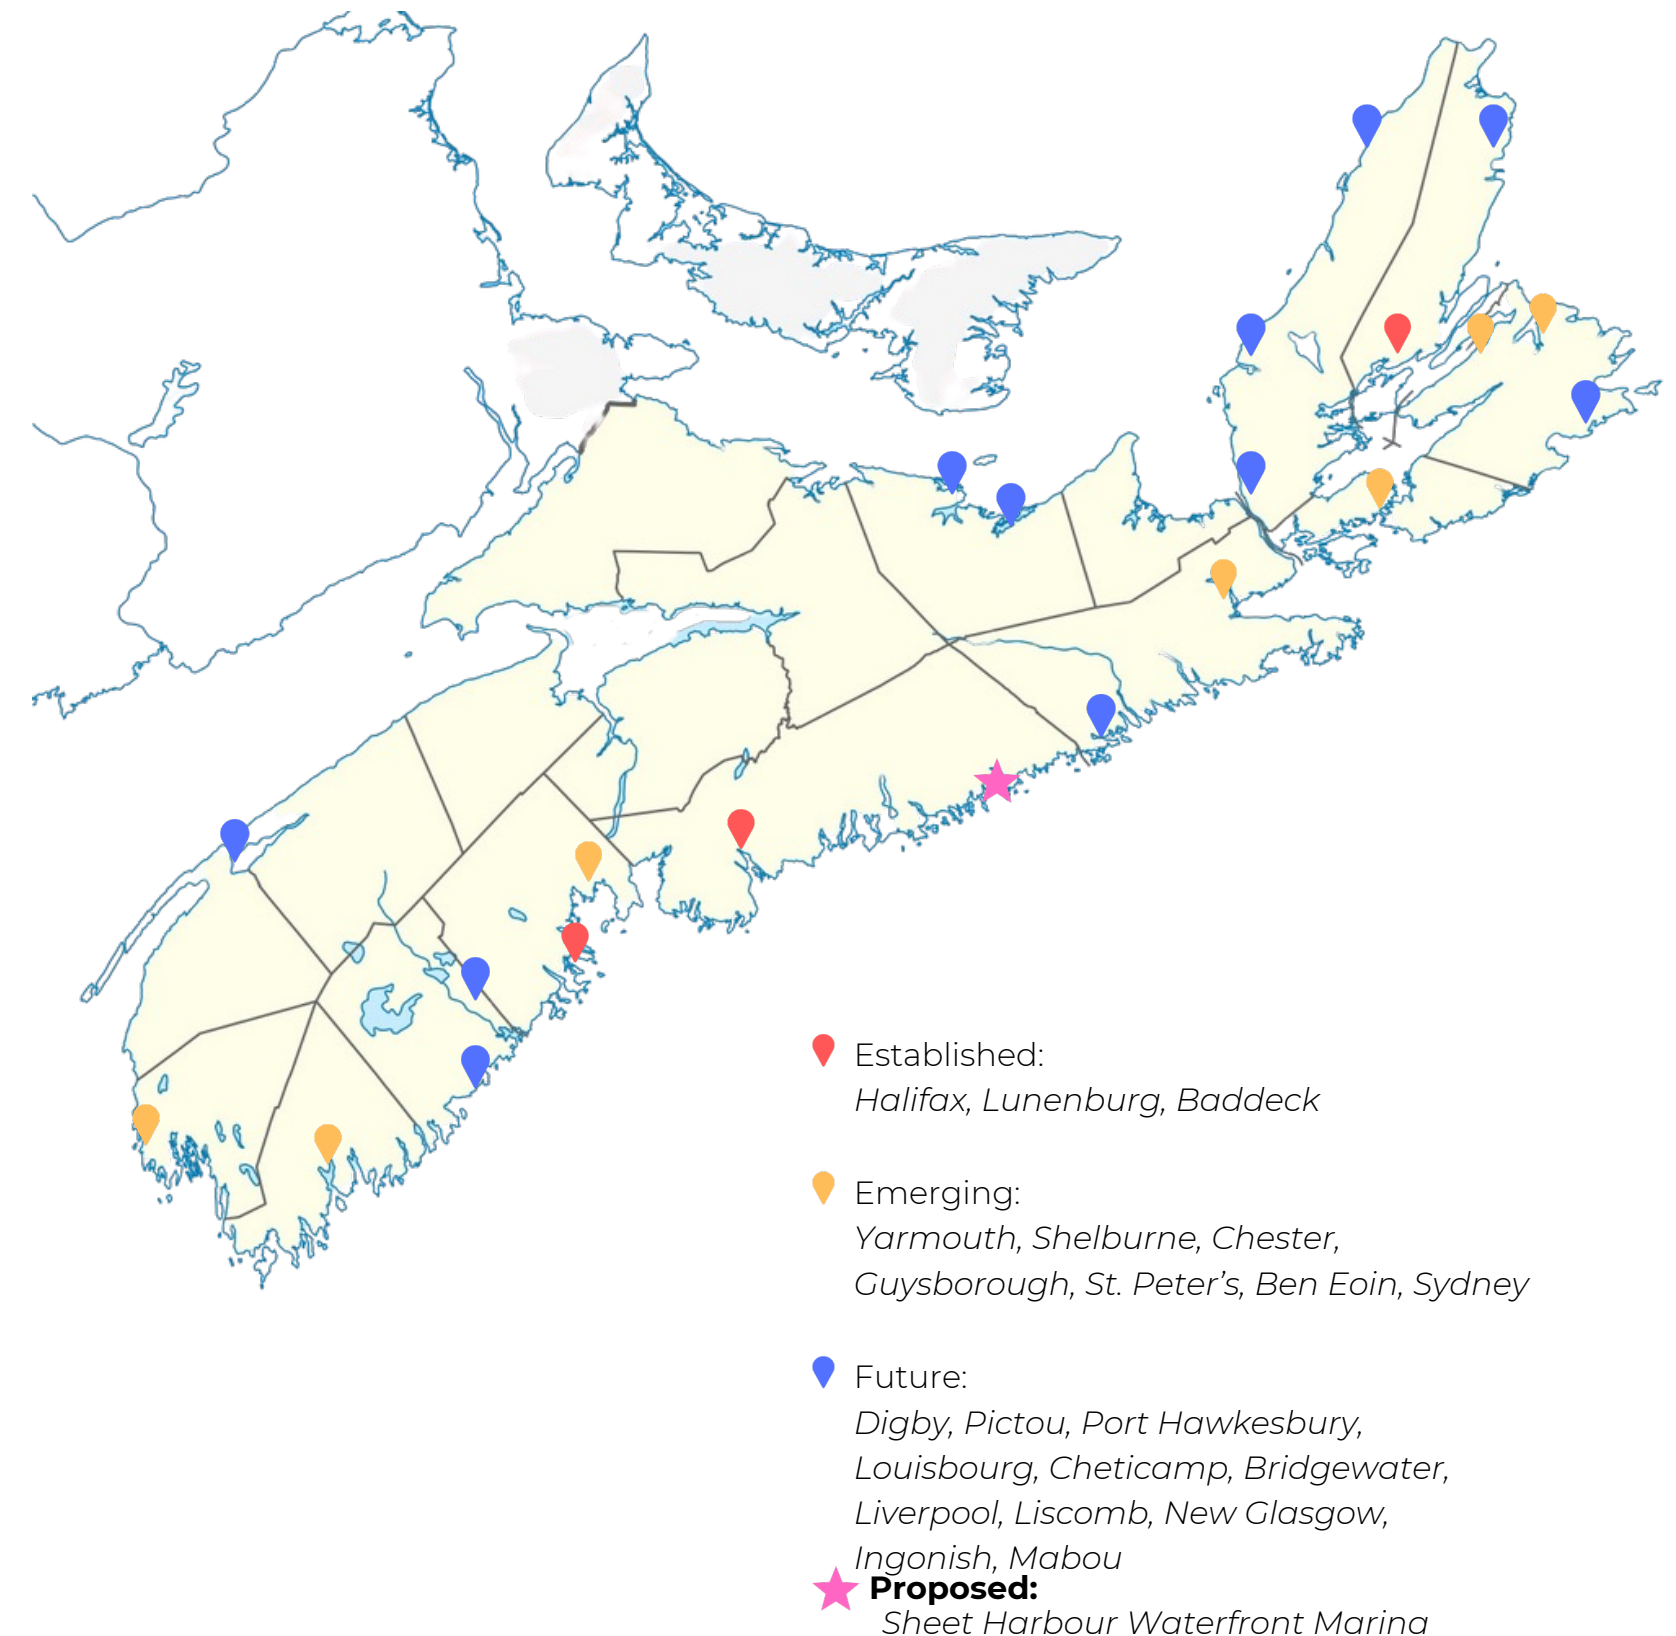 Established:
Halifax, Lunenburg, Baddeck
Emerging:
Yarmouth, Shelburne, Chester,
Guysborough, St. Peter’s, Ben Eoin, Sydney
Future:
Digby, Pictou, Port Hawkesbury,
Louisbourg, Cheticamp, Bridgewater,
Liverpool, Liscomb, New Glasgow,
Ingonish, Mabou
Proposed:
Sheet Harbour Waterfront Marina